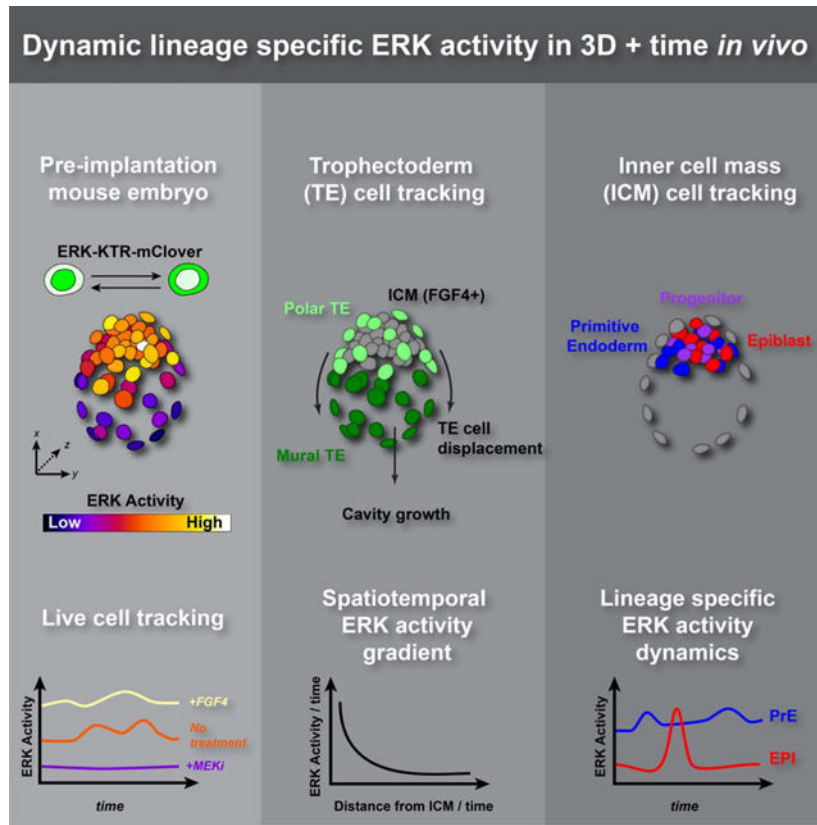 Dynamic lineage specific ERK activity in 3D + time in vivo
Pre-implantation
mouse embryo
ERK-KTR-mClover
x
z
y
ERK Activity
Low
High
Live cell tracking
ERK Activity
+FGF4
No
treatment
+MEKi
time
Trophectoderm
(TE) cell tracking
ICM (FGF4+)
Polar TE
Mural TE
TE cell
displacement
Cavity growth
Spatiotemporal
ERK activity
gradient
ERK Activity / time
Distance from ICM / time
Inner cell mass
(ICM) cell tracking
Progenitor
Primitive
Endoderm
Epiblast
Lineage specific
ERK activity
dynamics
ERK Activity
PrE
EPI
time